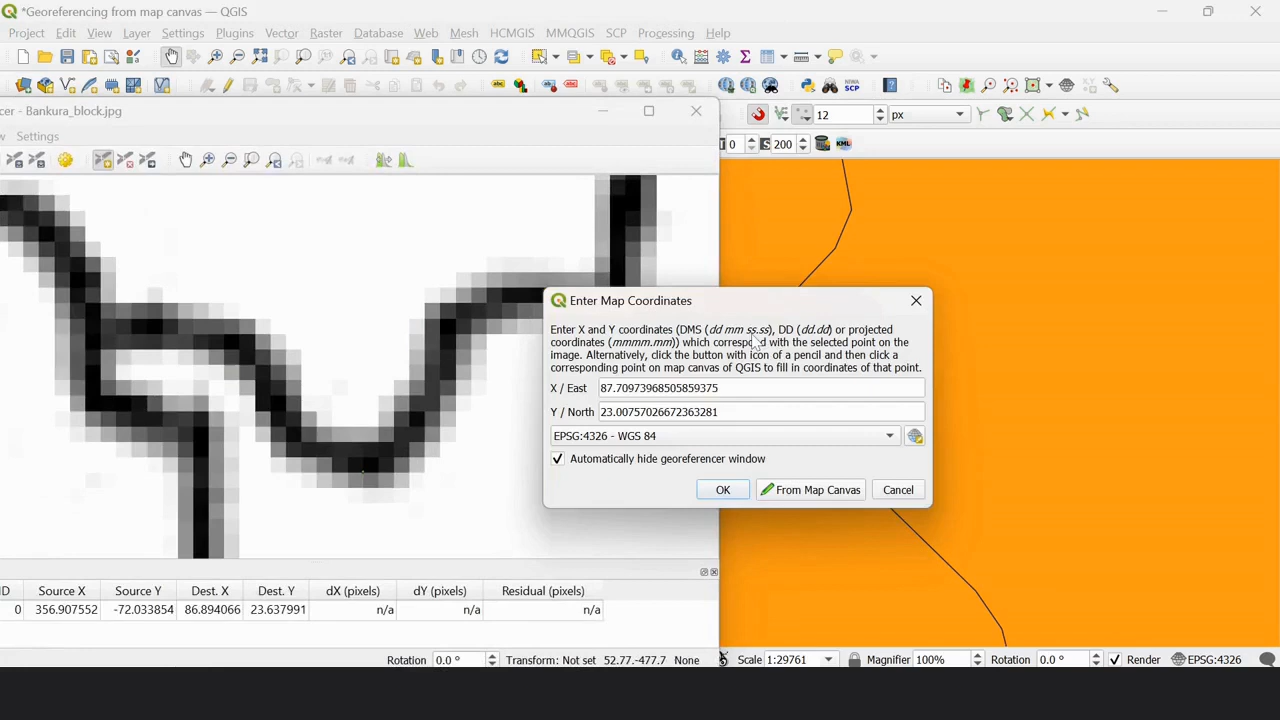 *Georeferencing from map canvas — QGIS
Project Edit View Layer Settings Plugins Vector Raster Database Web Mesh HCMGIS MMQGIS SCP Processing Help
cer - Bankura_block.jpg
Settings
12 px
0 200 KML
Enter Map Coordinates
Enter X and Y coordinates (DMS (dd mm ss.ss), DD (dd.dd) or projected
coordinates (mmmm.mm)) which correspond with the selected point on the
image. Alternatively, click the button with icon of a pencil and then click a
corresponding point on map canvas of QGIS to fill in coordinates of that point.
X / East 87.70973968505859375
Y / North 23.00757026672363281
EPSG:4326 - WGS 84
Automatically hide georeferencer window
OK From Map Canvas Cancel
ID Source X Source Y Dest. X Dest. Y dX (pixels) dY (pixels) Residual (pixels)
0 356.907552 -72.033854 86.894066 23.637991 n/a n/a n/a
Rotation 0.0 ° Transform: Not set 52.77.-477.7 None
Scale 1:29761 Magnifier 100% Rotation 0.0 ° Render EPSG:4326